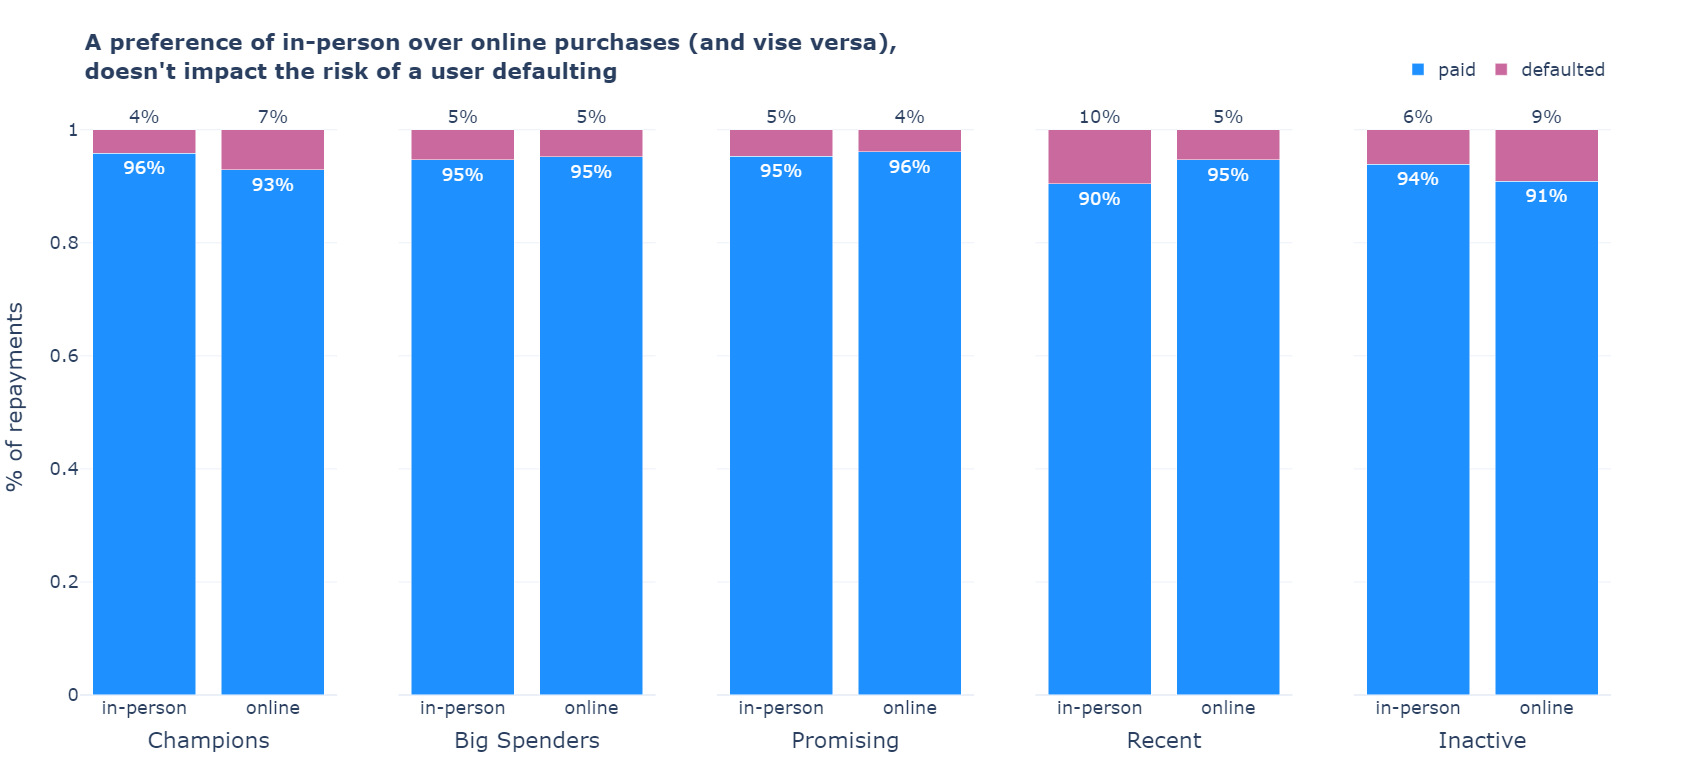 A preference of in-person over online purchases (and vise versa),
doesn't impact the risk of a user defaulting
paid defaulted
4% 7% 5% 5% 5% 4% 10% 5% 6% 9%
1
96% 93% 95% 95% 95% 96% 90% 95% 94% 91%
0.8
0.6
0.4
0.2
0
% of repayments
in-person online in-person online in-person online in-person online in-person online
Champions Big Spenders Promising Recent Inactive